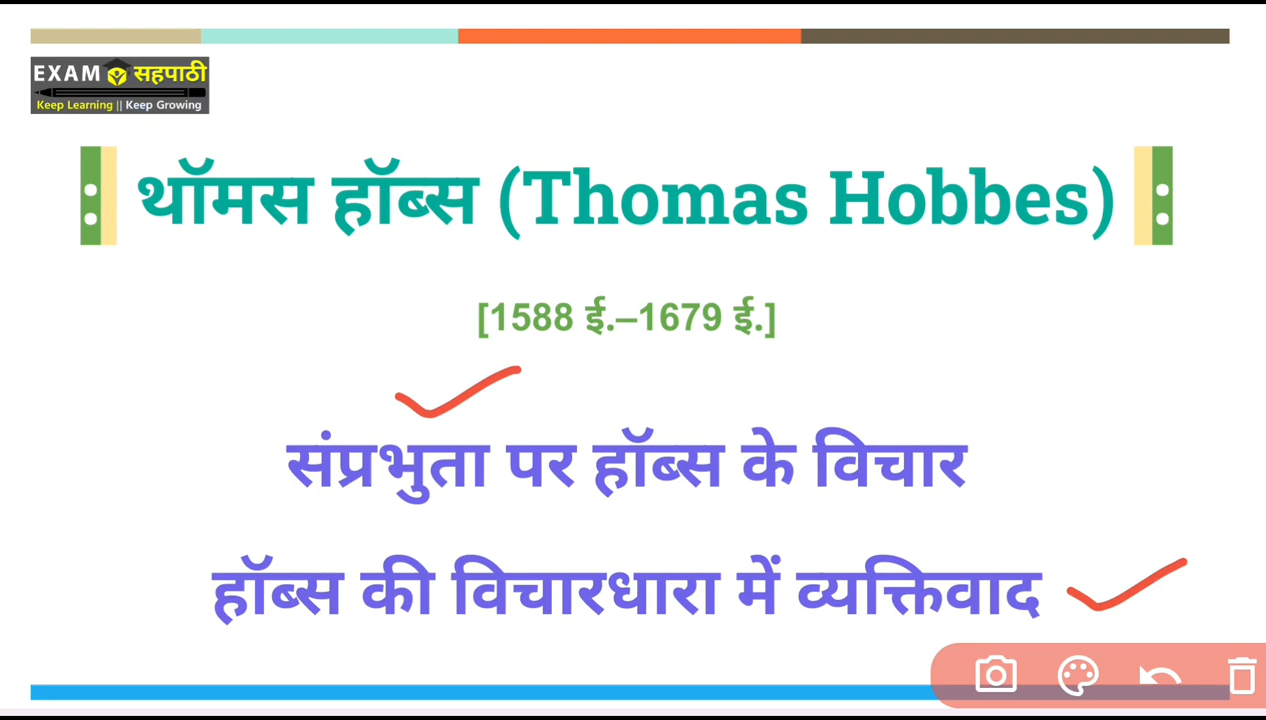 EXAM सहपाठी
Keep Learning || Keep Growing
थॉमस हॉब्स (Thomas Hobbes)
[1588 ई.–1679 ई.]
संप्रभुता पर हॉब्स के विचार
हॉब्स की विचारधारा में व्यक्तिवाद